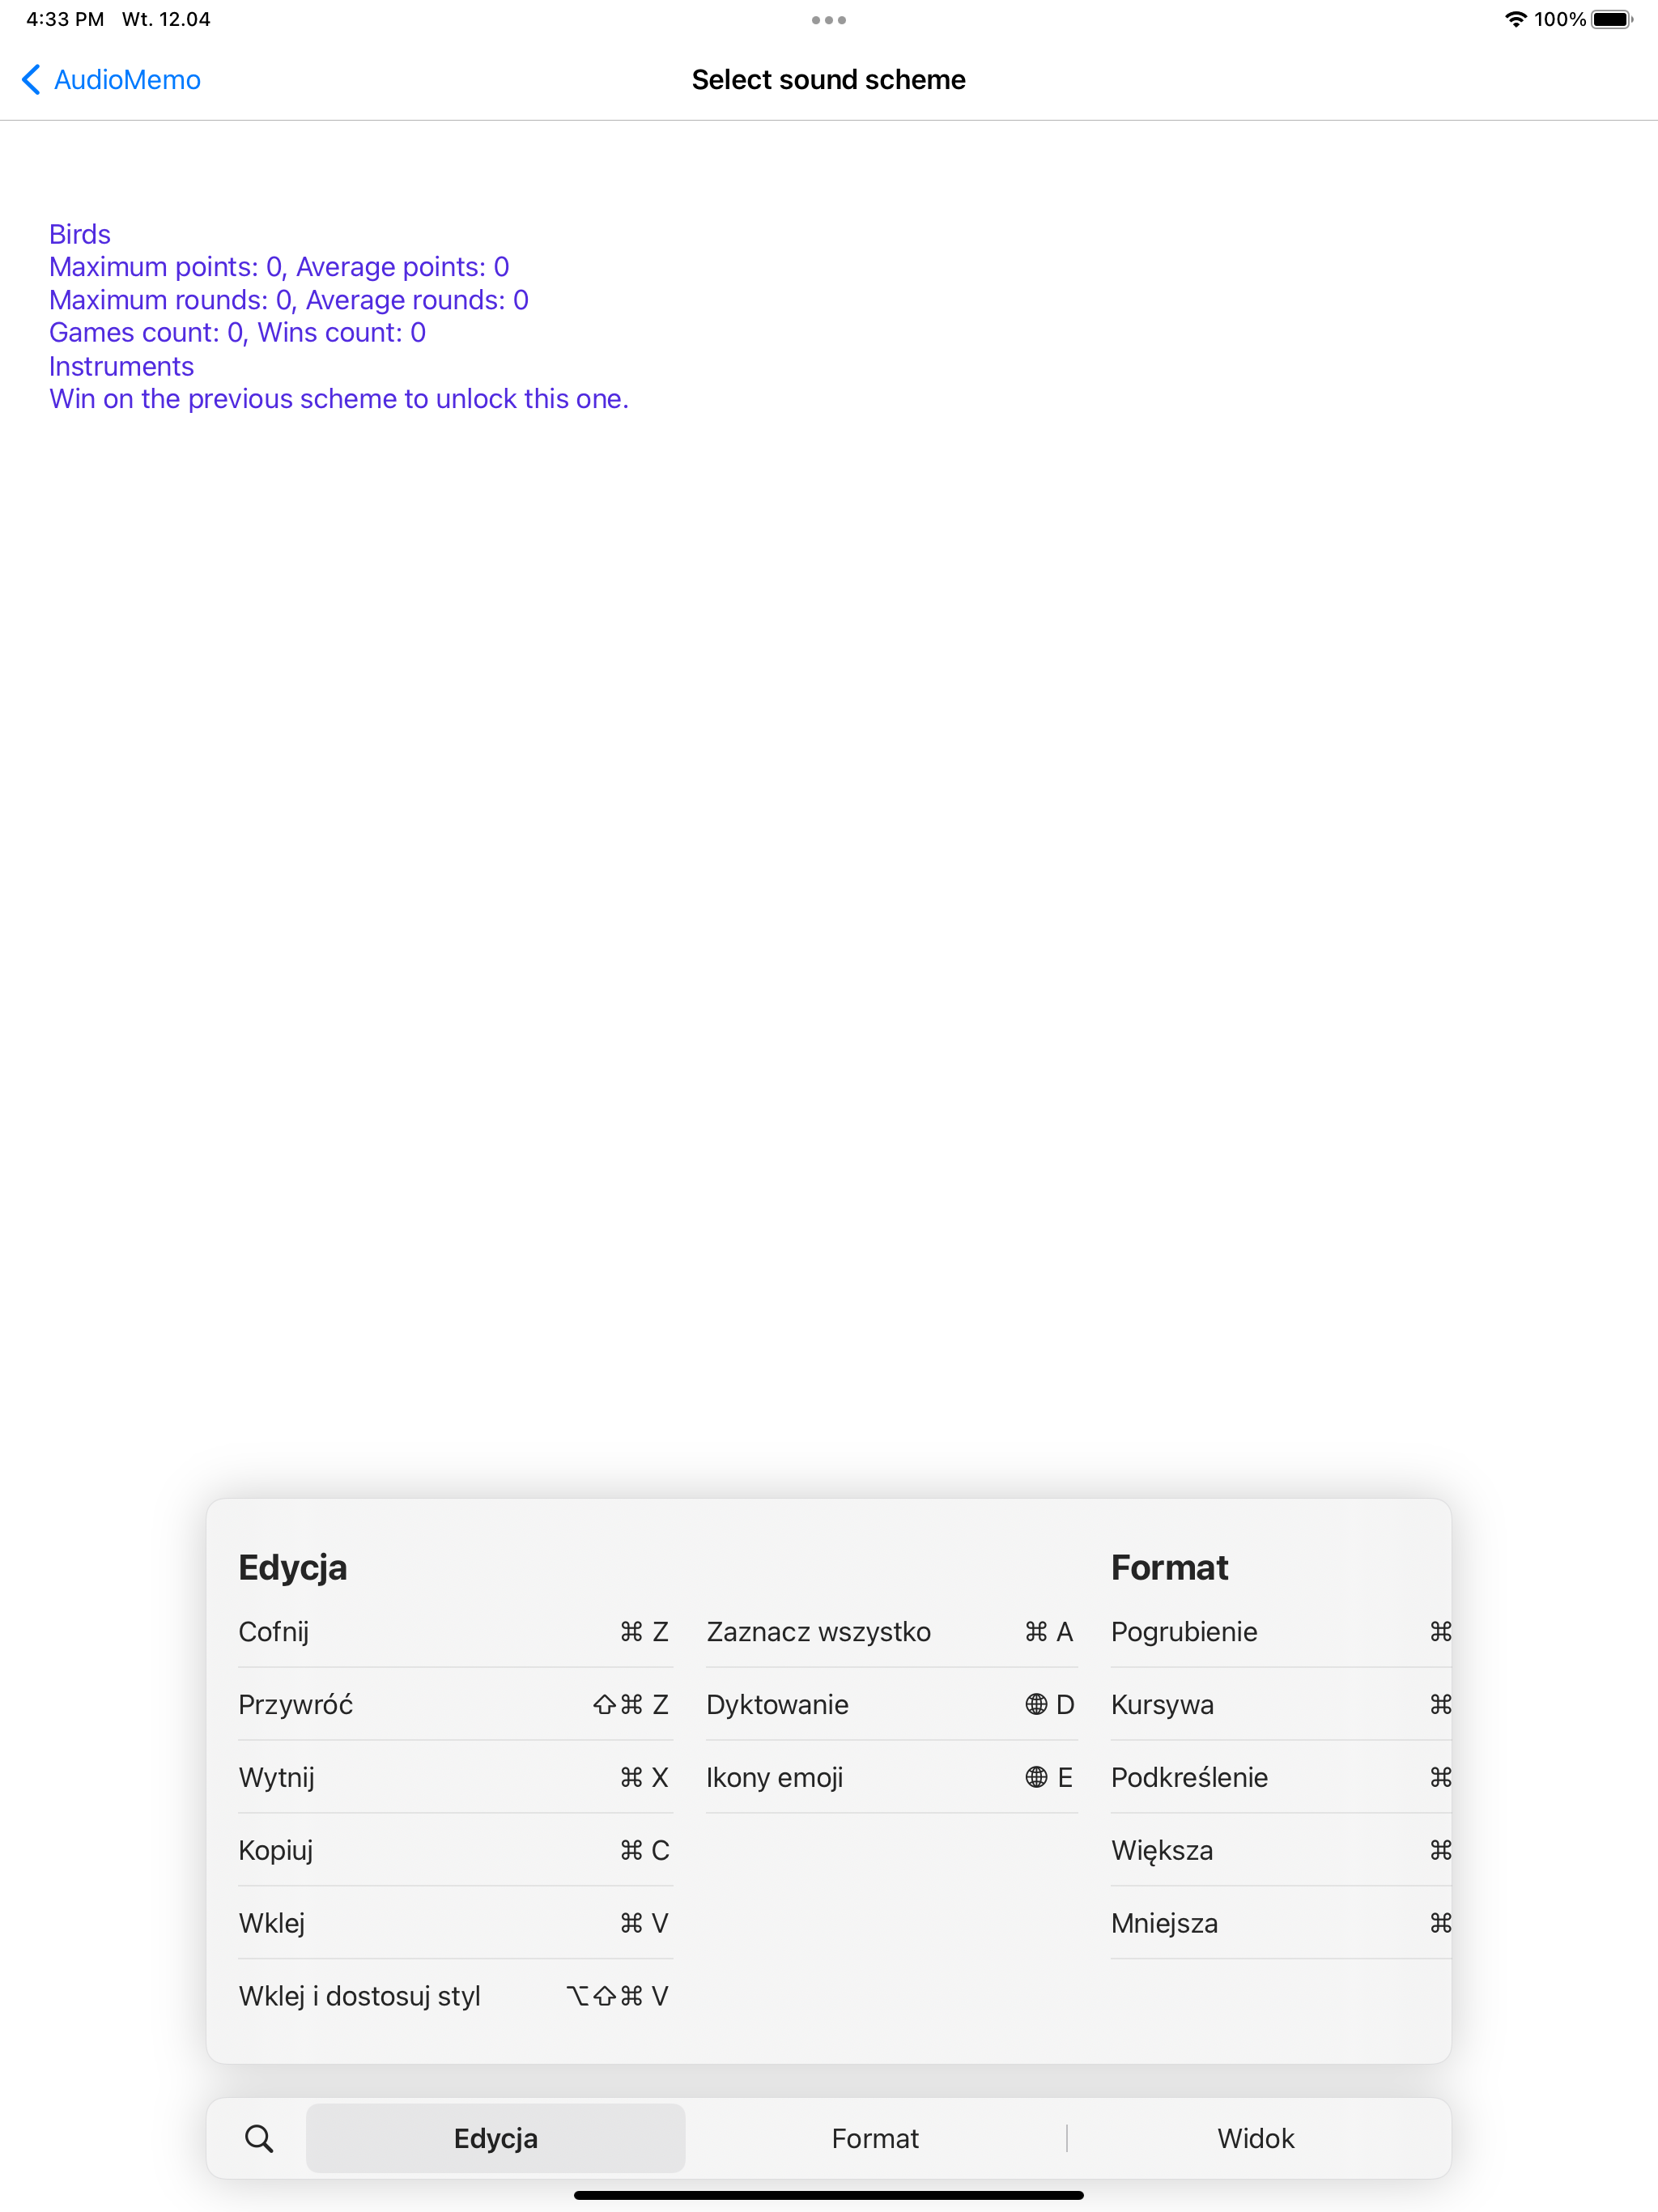 4:33 PM Wt. 12.04 100%
AudioMemo Select sound scheme
Birds
Maximum points: 0, Average points: 0
Maximum rounds: 0, Average rounds: 0
Games count: 0, Wins count: 0
Instruments
Win on the previous scheme to unlock this one.
Edycja
Cofnij ⌘ Z
Przywróć ⇧⌘ Z
Wytnij ⌘ X
Kopiuj ⌘ C
Wklej ⌘ V
Wklej i dostosuj styl ⌥⇧⌘ V
Zaznacz wszystko ⌘ A
Dyktowanie 🌐 D
Ikony emoji 🌐 E
Format
Pogrubienie ⌘
Kursywa ⌘
Podkreślenie ⌘
Większa ⌘
Mniejsza ⌘
Edycja Format Widok